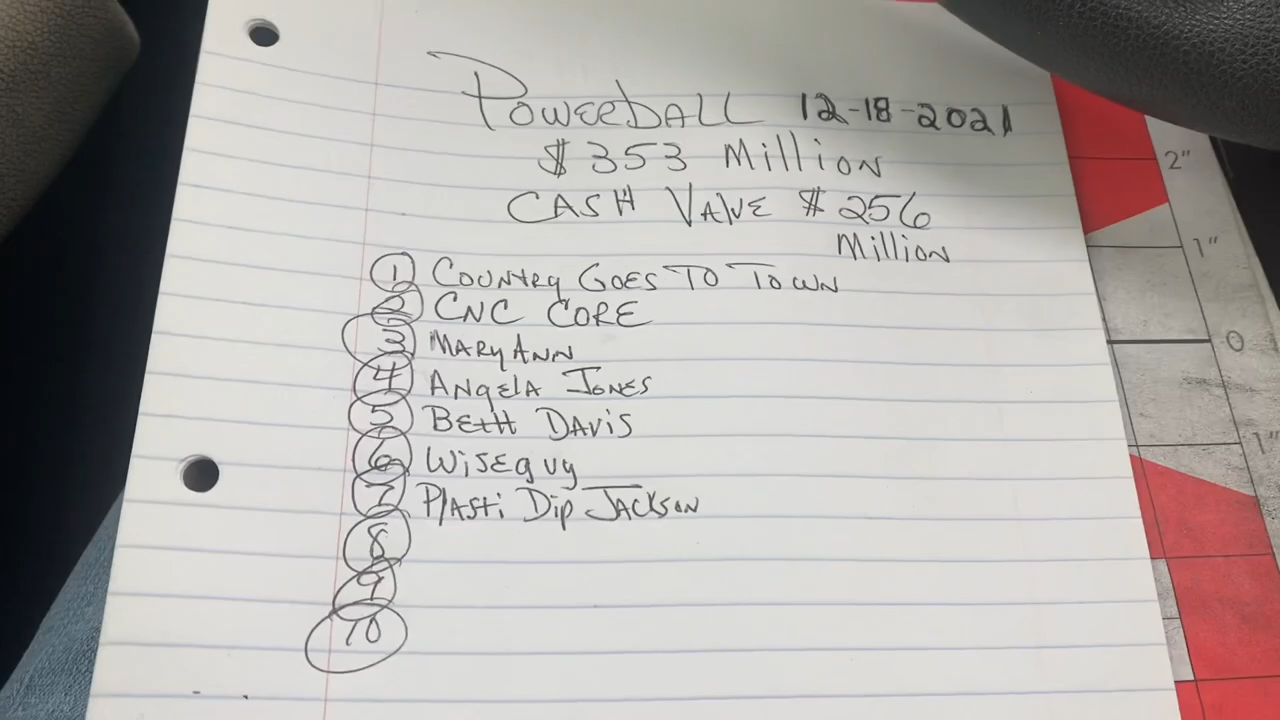 Powerball 12-18-2021
$353 Million
Cash Value $256
Million
1 Country Goes To Town
2 CNC Core
3 MaryAnn
4 Angela Jones
5 Beth Davis
6 Wiseguy
7 Plasti Dip Jackson
8
9
10
2"
1"
0
1"